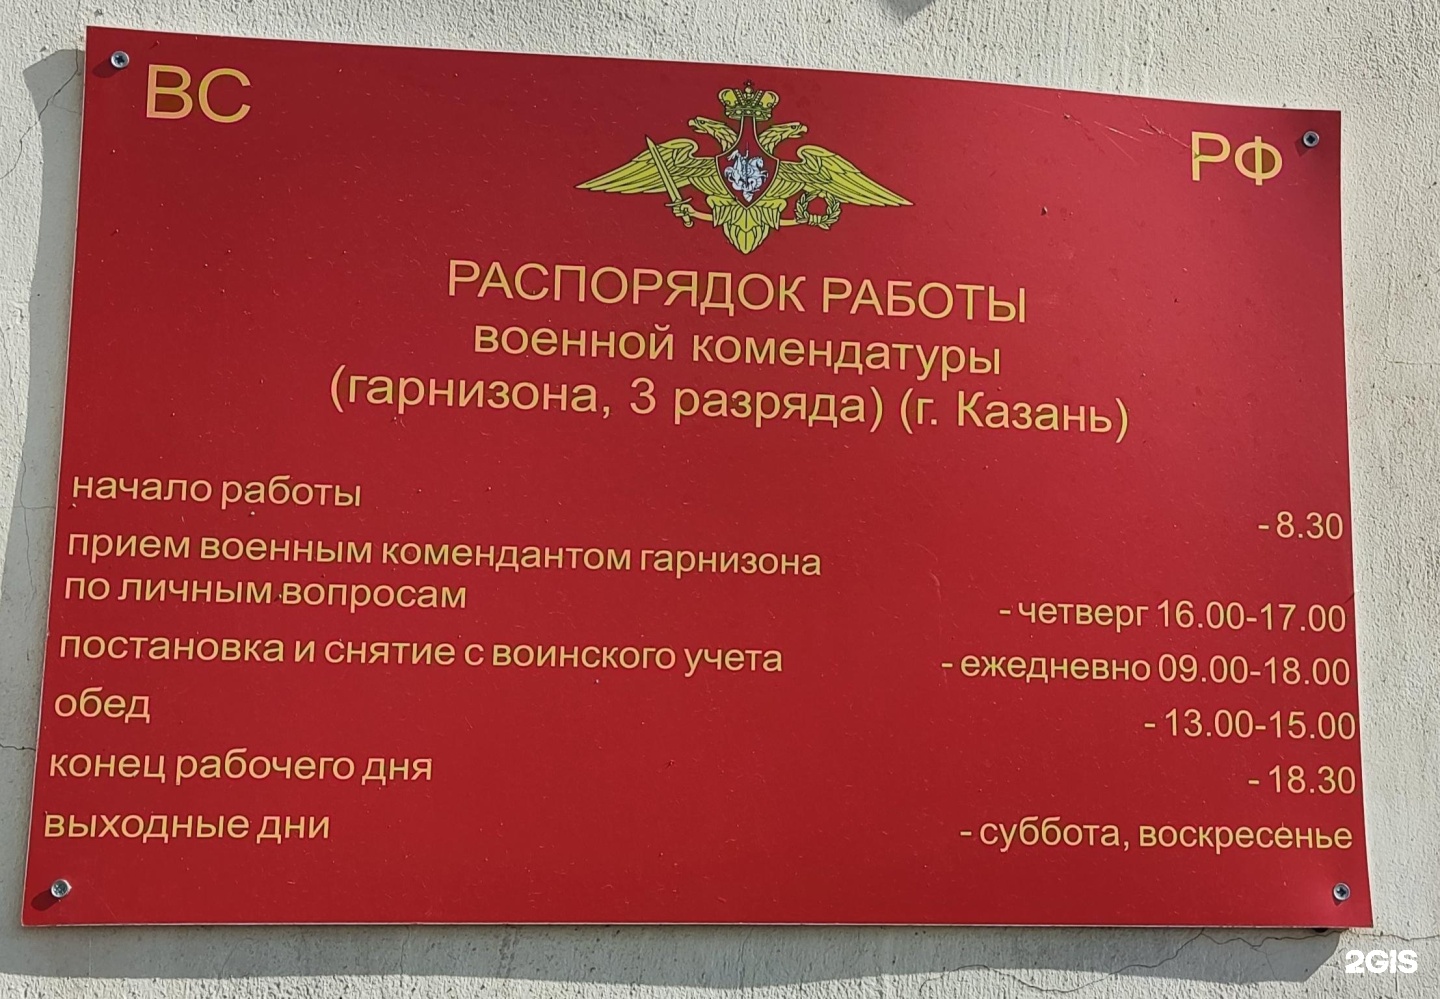 ВС
РФ
РАСПОРЯДОК РАБОТЫ
военной комендатуры
(гарнизона, 3 разряда) (г. Казань)
начало работы - 8.30
прием военным комендантом гарнизона
по личным вопросам - четверг 16.00-17.00
постановка и снятие с воинского учета - ежедневно 09.00-18.00
обед - 13.00-15.00
конец рабочего дня - 18.30
выходные дни - суббота, воскресенье
2GIS